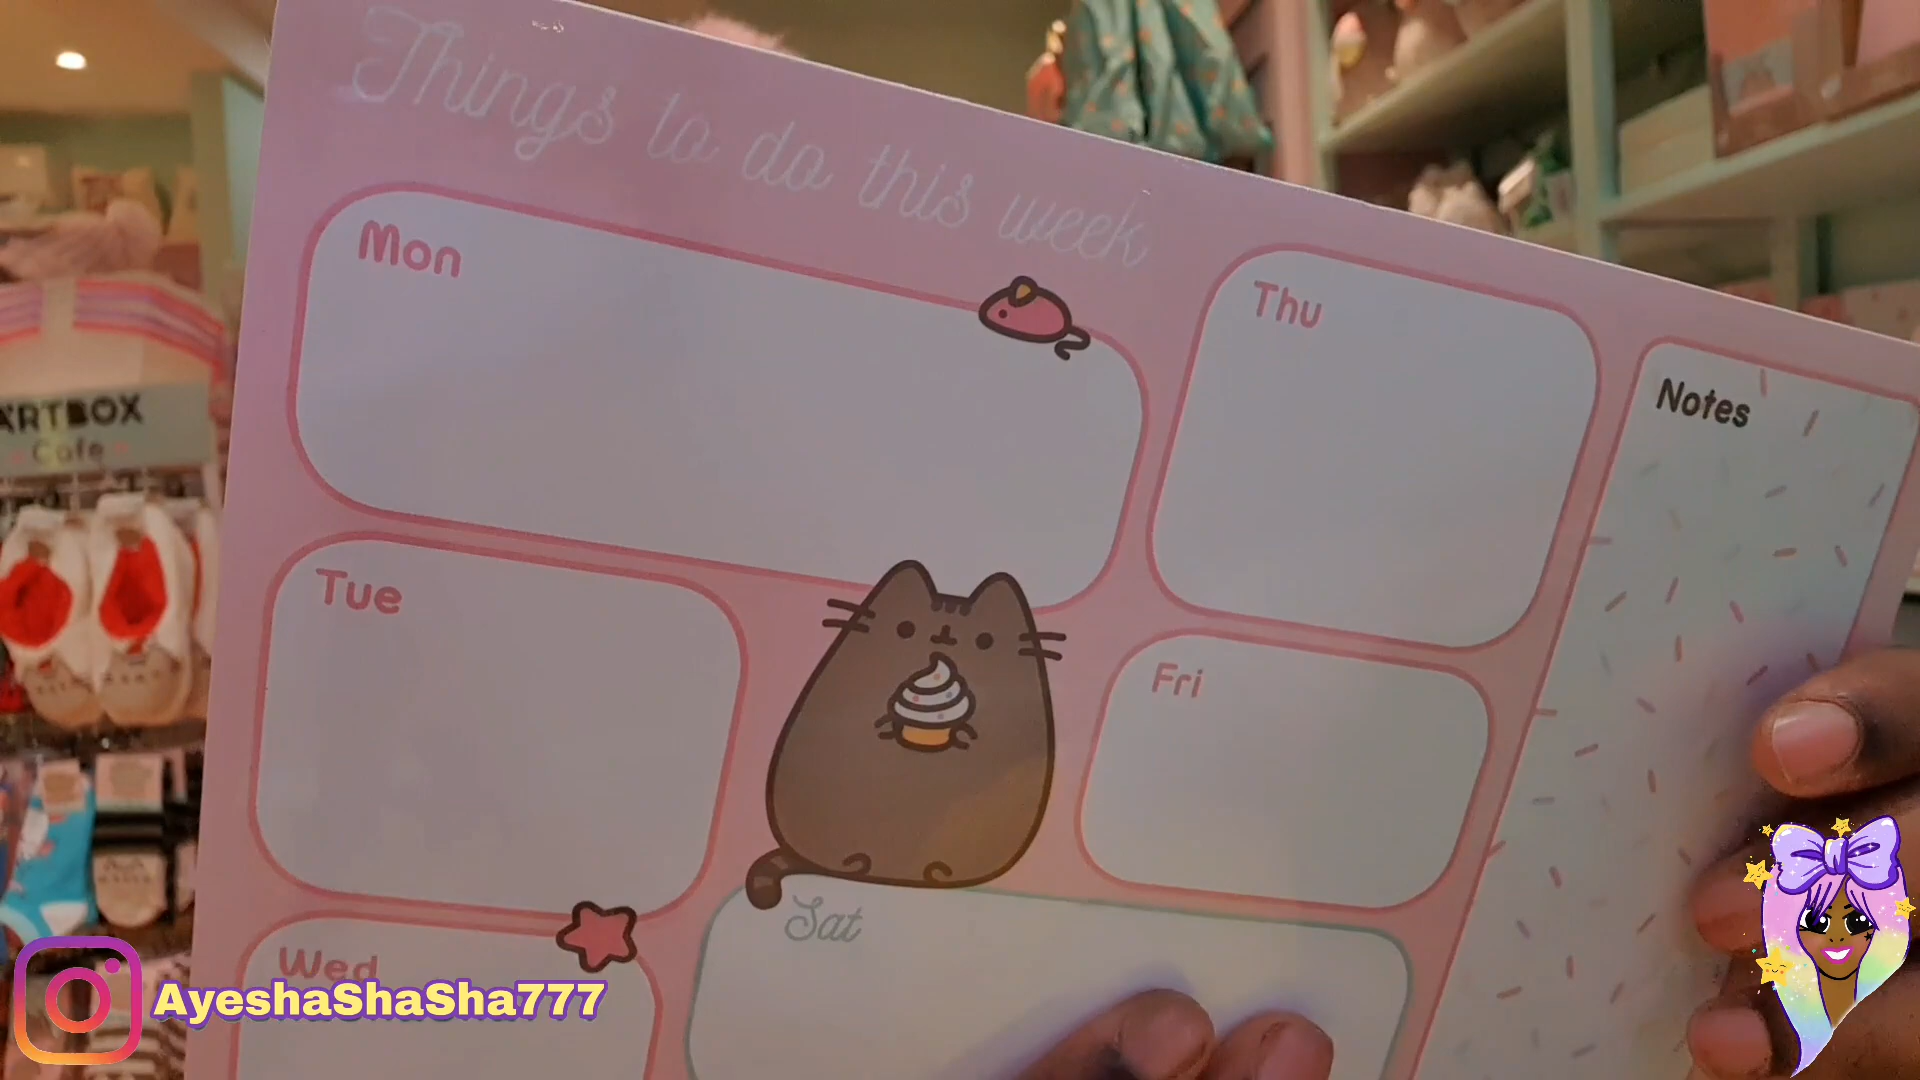 Things to do this week
Mon
Thu
Notes
ARTBOX
Cafe
Tue
Fri
Sat
Wed
AyeshaShaSha777